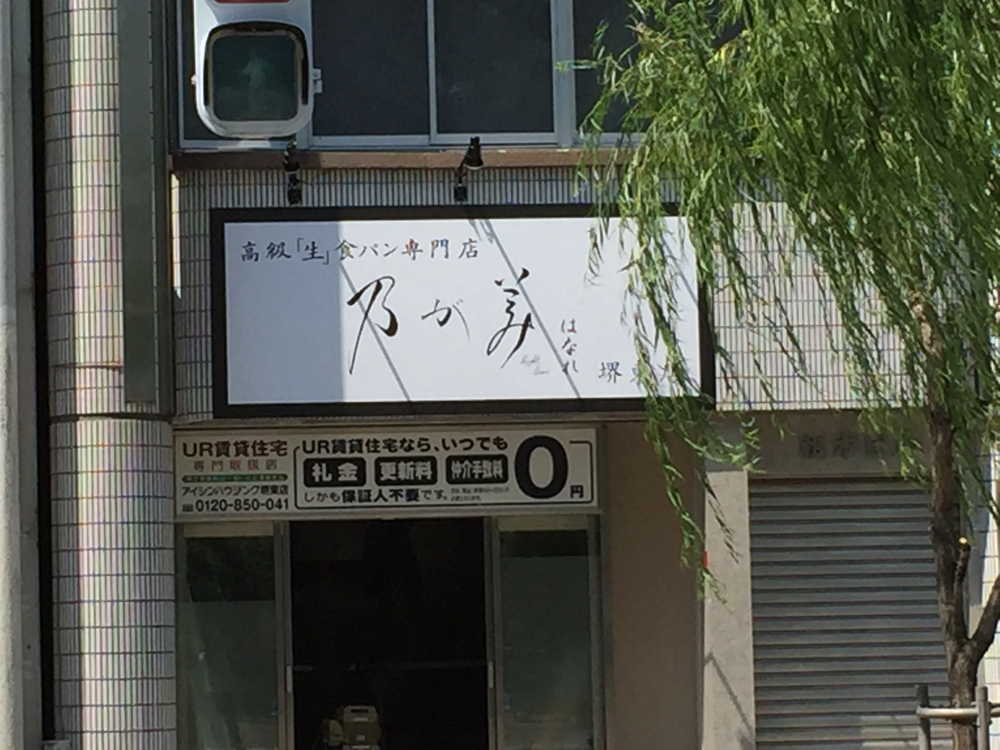 高級「生」食パン専門店
乃が美
はなれ
堺
UR賃貸住宅
専門取扱店
アイシンハウジング堺東店
0120-850-041
UR賃貸住宅なら、いつでも
礼金 更新料 仲介手数料 0円
しかも保証人不要です。